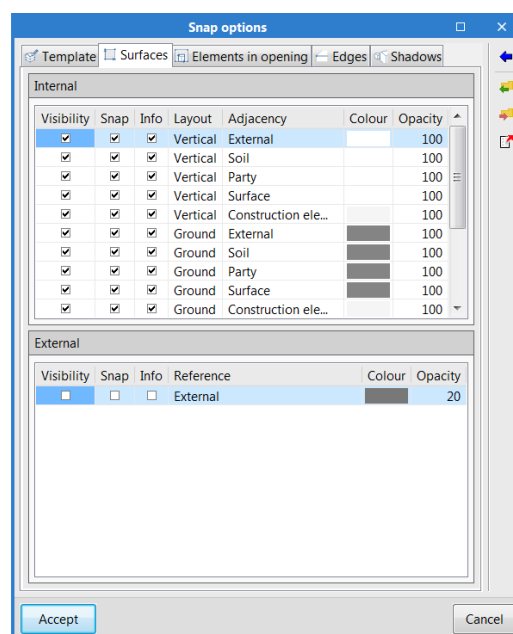 Snap options
Template Surfaces Elements in opening Edges Shadows
Internal
Visibility Snap Info Layout Adjacency Colour Opacity
Vertical External 100
Vertical Soil 100
Vertical Party 100
Vertical Surface 100
Vertical Construction ele... 100
Ground External 100
Ground Soil 100
Ground Party 100
Ground Surface 100
Ground Construction ele... 100
External
Visibility Snap Info Reference Colour Opacity
External 20
Accept Cancel